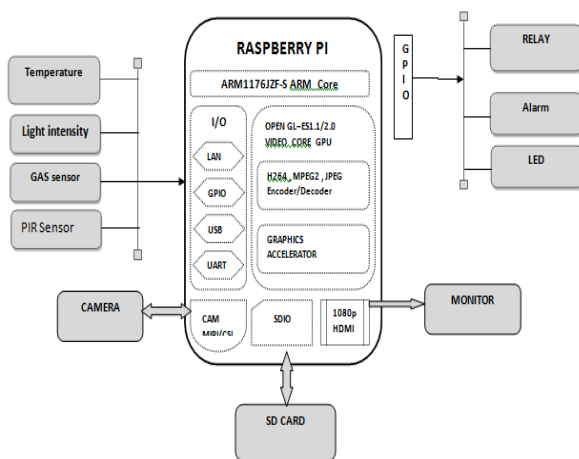 RASPBERRY PI
ARM1176JZF-S ARM Core
Temperature
Light intensity
GAS sensor
PIR Sensor
I/O
LAN
GPIO
USB
UART
OPEN GL–ES1.1/2.0
VIDEO CORE GPU
H264 ,MPEG2 ,JPEG
Encoder/Decoder
GRAPHICS
ACCELERATOR
G
P
I
O
RELAY
Alarm
LED
CAMERA
CAM
MIPI/CSI
SDIO
1080p
HDMI
MONITOR
SD CARD